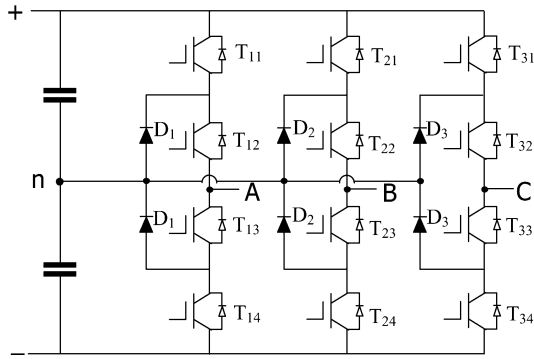 +
T₁₁ T₂₁ T₃₁
D₁ T₁₂ D₂ T₂₂ D₃ T₃₂
n A B C
D₁ T₁₃ D₂ T₂₃ D₃ T₃₃
T₁₄ T₂₄ T₃₄
−